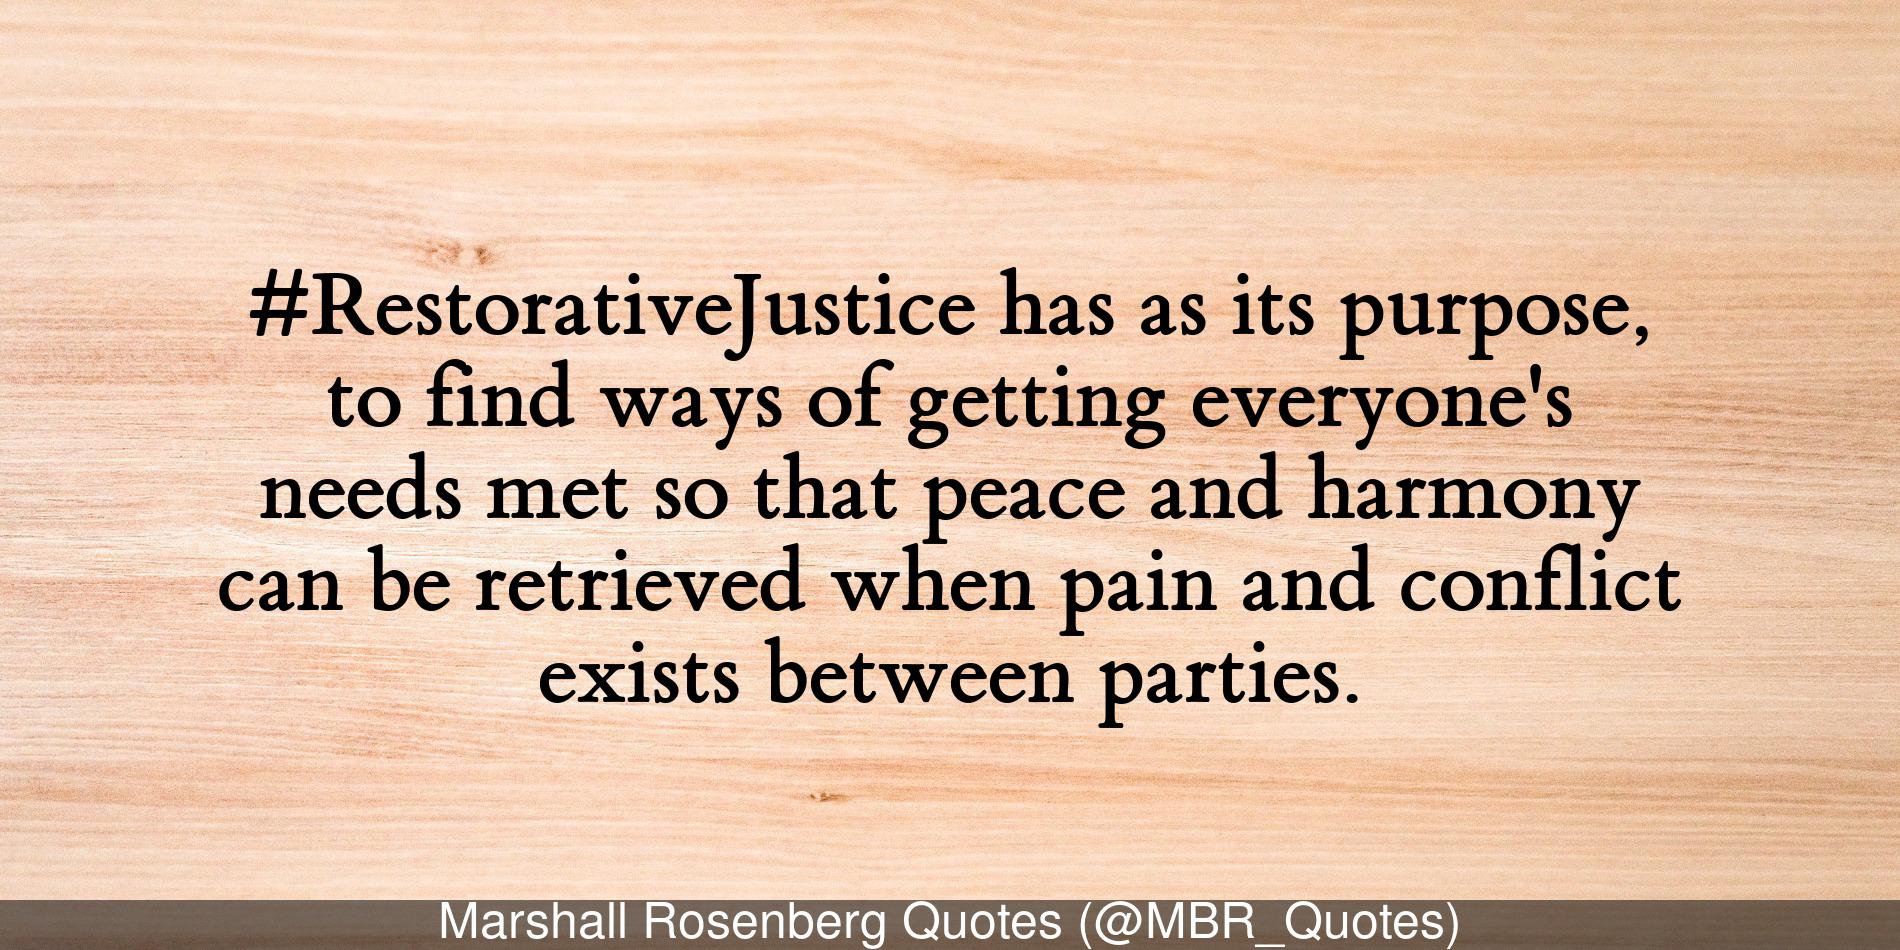 #RestorativeJustice has as its purpose,
to find ways of getting everyone's
needs met so that peace and harmony
can be retrieved when pain and conflict
exists between parties.
Marshall Rosenberg Quotes (@MBR_Quotes)